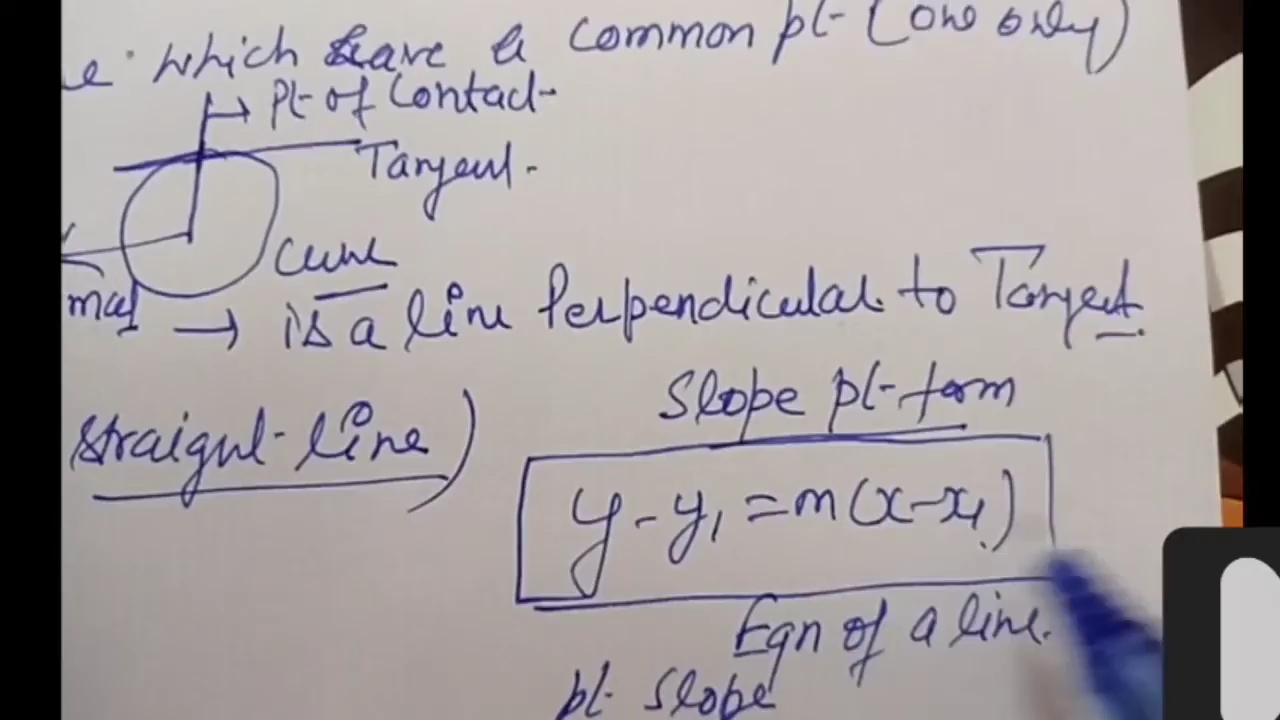 which have a common pt- (one only)
Pt- of Contact-
Tangent.
Curve
mal → is a line Perpendicular to Tangent
Slope pt- form
Straight-line)
y - y₁ = m(x - x₁)
Eqn of a line.
pt- Slope